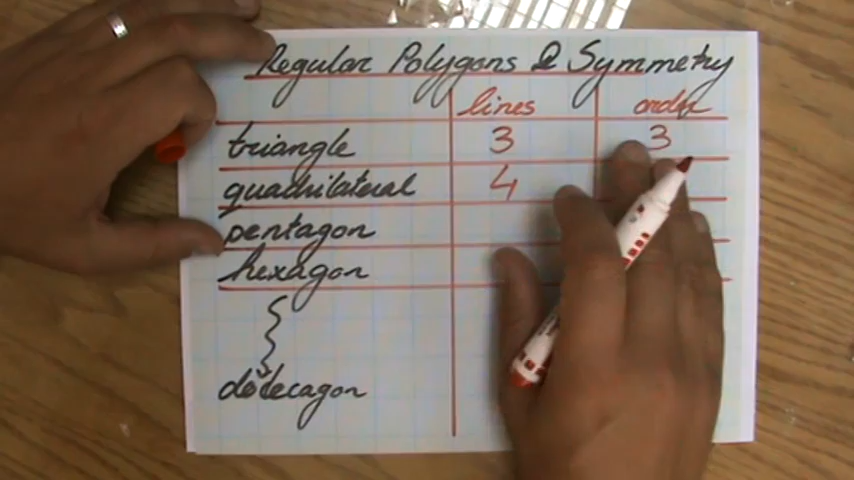 Regular Polygons & Symmetry
lines order
triangle 3 3
quadrilateral 4
pentagon
hexagon
dodecagon